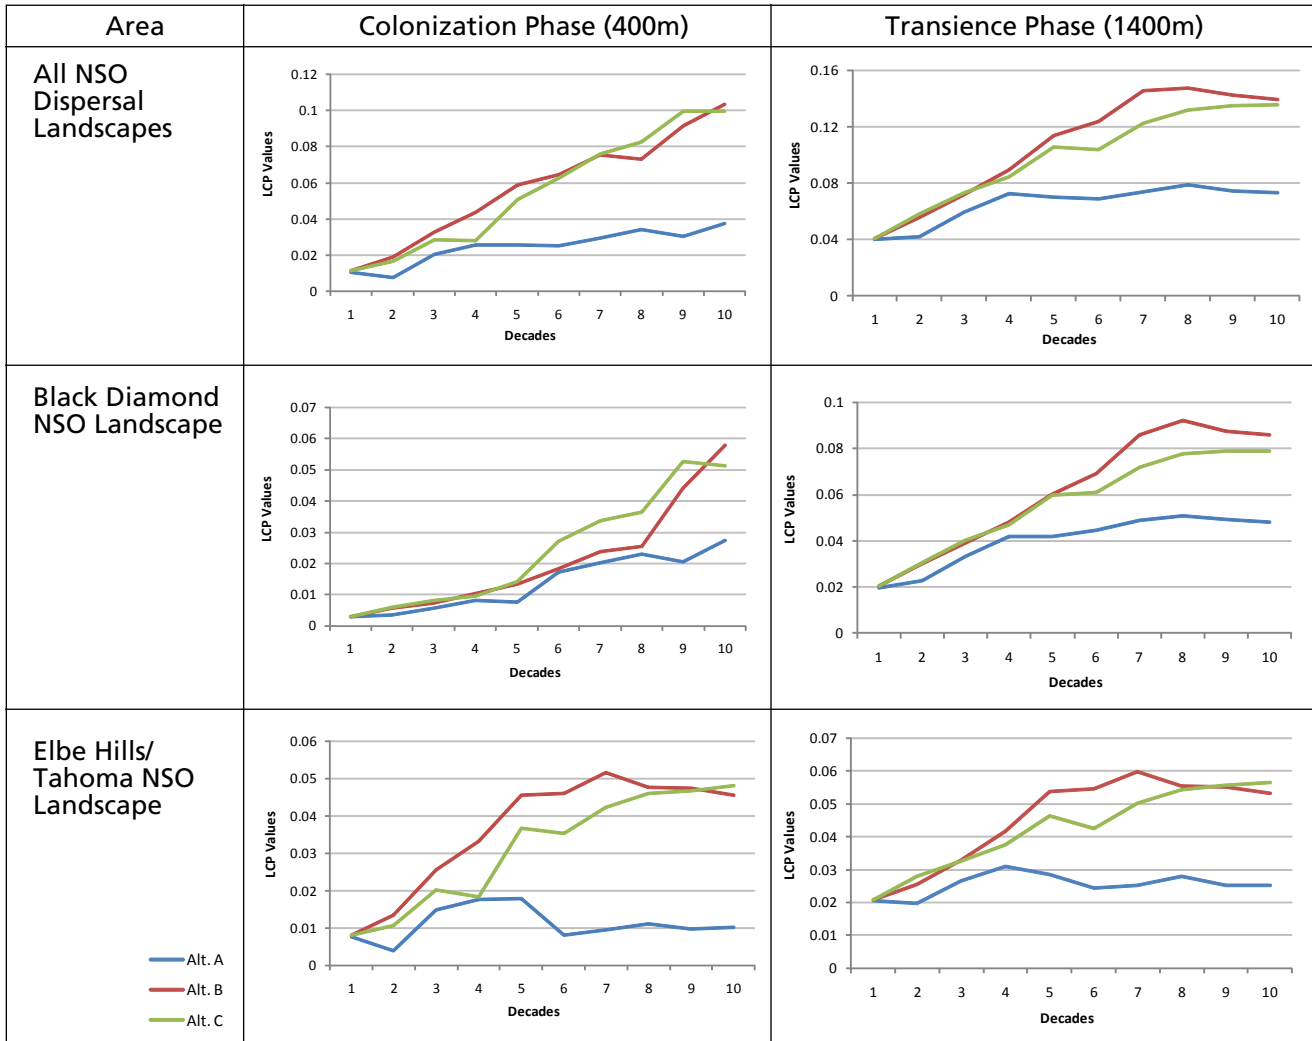 Area
Colonization Phase (400m)
Transience Phase (1400m)
All NSO
Dispersal
Landscapes
LCP Values
0.12
0.1
0.08
0.06
0.04
0.02
0
1 2 3 4 5 6 7 8 9 10
Decades
LCP Values
0.16
0.12
0.08
0.04
0
1 2 3 4 5 6 7 8 9 10
Decades
Black Diamond
NSO Landscape
LCP Values
0.07
0.06
0.05
0.04
0.03
0.02
0.01
0
1 2 3 4 5 6 7 8 9 10
Decades
LCP Values
0.1
0.08
0.06
0.04
0.02
0
1 2 3 4 5 6 7 8 9 10
Decades
Elbe Hills/
Tahoma NSO
Landscape
Alt. A
Alt. B
Alt. C
LCP Values
0.06
0.05
0.04
0.03
0.02
0.01
0
1 2 3 4 5 6 7 8 9 10
Decades
LCP Values
0.07
0.06
0.05
0.04
0.03
0.02
0.01
0
1 2 3 4 5 6 7 8 9 10
Decades